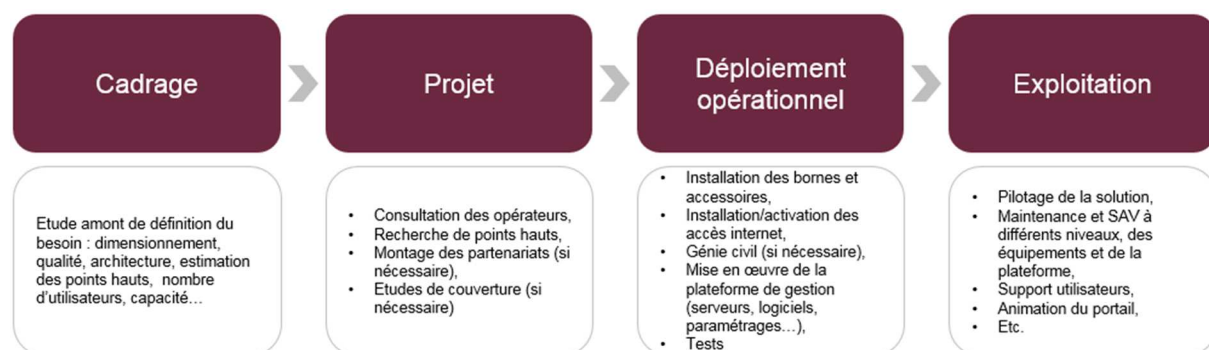 Cadrage
Etude amont de définition du
besoin : dimensionnement,
qualité, architecture, estimation
des points hauts, nombre
d'utilisateurs, capacité…
Projet
• Consultation des opérateurs,
• Recherche de points hauts,
• Montage des partenariats (si
nécessaire),
• Etudes de couverture (si
nécessaire)
Déploiement
opérationnel
• Installation des bornes et
accessoires,
• Installation/activation des
accès internet,
• Génie civil (si nécessaire),
• Mise en œuvre de la
plateforme de gestion
(serveurs, logiciels,
paramétrages…),
• Tests
Exploitation
• Pilotage de la solution,
• Maintenance et SAV à
différents niveaux, des
équipements et de la
plateforme,
• Support utilisateurs,
• Animation du portail,
• Etc.